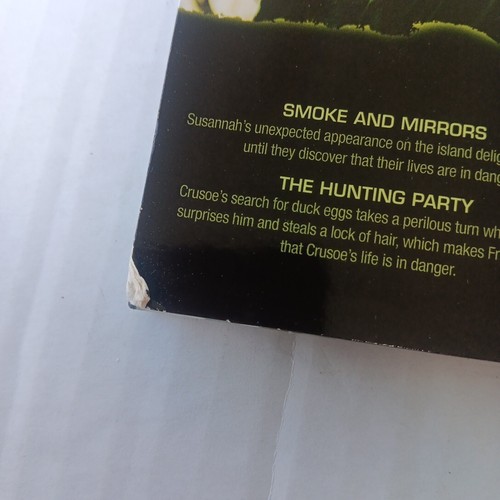 SMOKE AND MIRRORS
Susannah's unexpected appearance on the island
until they discover that their lives are in
THE HUNTING PARTY
Crusoe's search for duck eggs takes a perilous turn
surprises him and steals a lock of hair, which makes
that Crusoe's life is in danger.